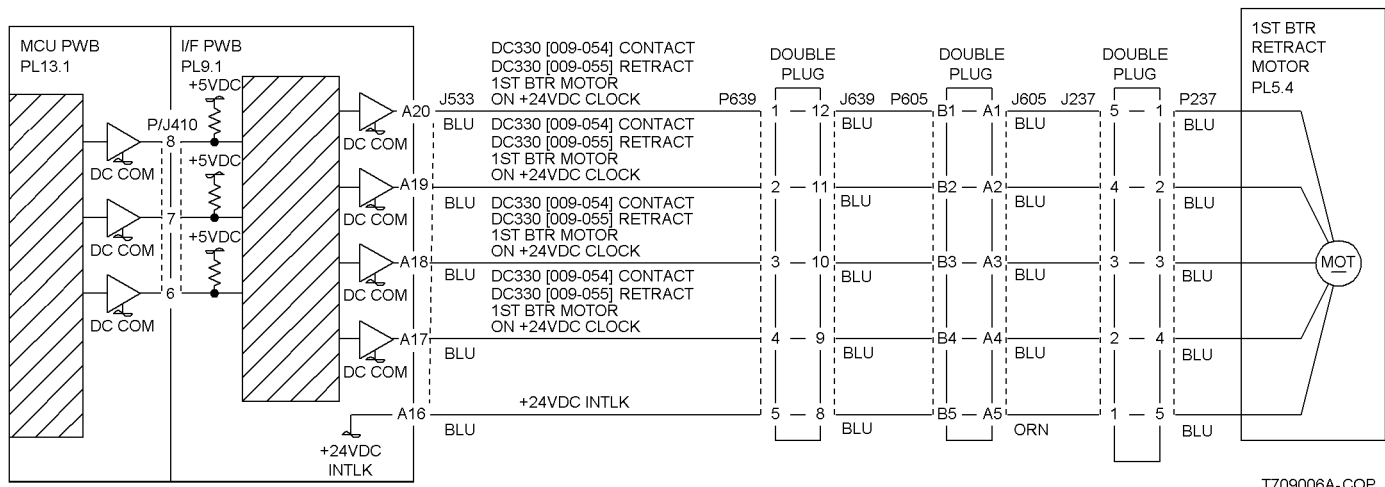 MCU PWB
PL13.1
I/F PWB
PL9.1
+5VDC
P/J410
8
DC COM
+5VDC
7
DC COM
+5VDC
6
DC COM
DC COM
DC COM
DC COM
DC COM
+24VDC
INTLK
DC330 [009-054] CONTACT
DC330 [009-055] RETRACT
1ST BTR MOTOR
ON +24VDC CLOCK
DC330 [009-054] CONTACT
DC330 [009-055] RETRACT
1ST BTR MOTOR
ON +24VDC CLOCK
DC330 [009-054] CONTACT
DC330 [009-055] RETRACT
1ST BTR MOTOR
ON +24VDC CLOCK
DC330 [009-054] CONTACT
DC330 [009-055] RETRACT
1ST BTR MOTOR
ON +24VDC CLOCK
+24VDC INTLK
DOUBLE
PLUG
DOUBLE
PLUG
DOUBLE
PLUG
1ST BTR
RETRACT
MOTOR
PL5.4
J533 P639 J639 P605 J605 J237 P237
A20 BLU 1 12 BLU B1 A1 BLU 5 1 BLU
A19 BLU 2 11 BLU B2 A2 BLU 4 2 BLU
A18 BLU 3 10 BLU B3 A3 BLU 3 3 BLU
MOT
A17 BLU 4 9 BLU B4 A4 BLU 2 4 BLU
A16 BLU 5 8 BLU B5 A5 ORN 1 5 BLU
T709006A-COP